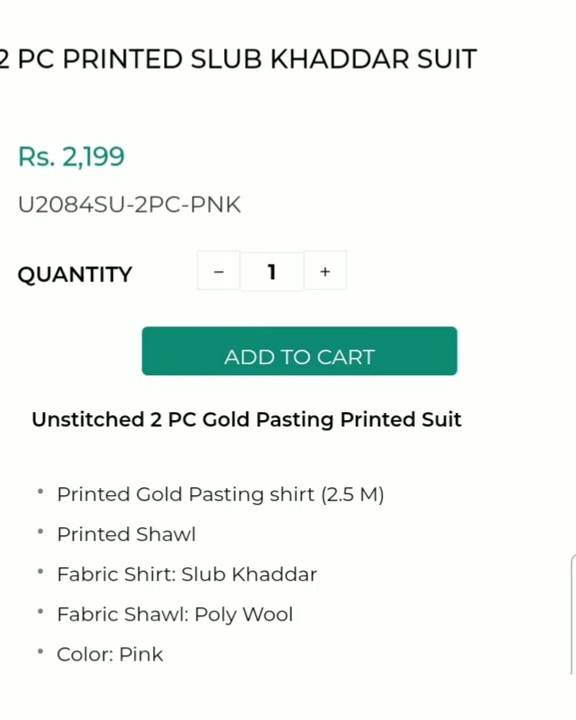 2 PC PRINTED SLUB KHADDAR SUIT
Rs. 2,199
U2084SU-2PC-PNK
QUANTITY − 1 +
ADD TO CART
Unstitched 2 PC Gold Pasting Printed Suit
• Printed Gold Pasting shirt (2.5 M)
• Printed Shawl
• Fabric Shirt: Slub Khaddar
• Fabric Shawl: Poly Wool
• Color: Pink